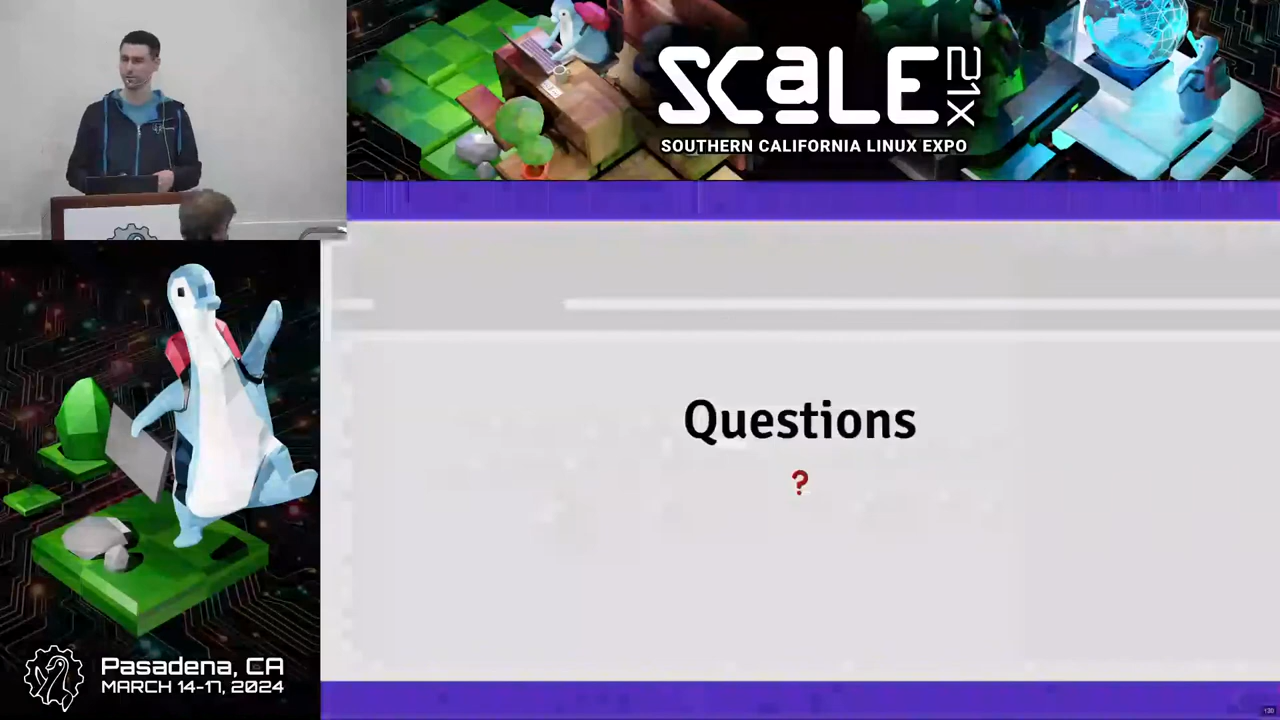 SCaLE 21X
SOUTHERN CALIFORNIA LINUX EXPO
Questions
?
Pasadena, CA
MARCH 14-17, 2024